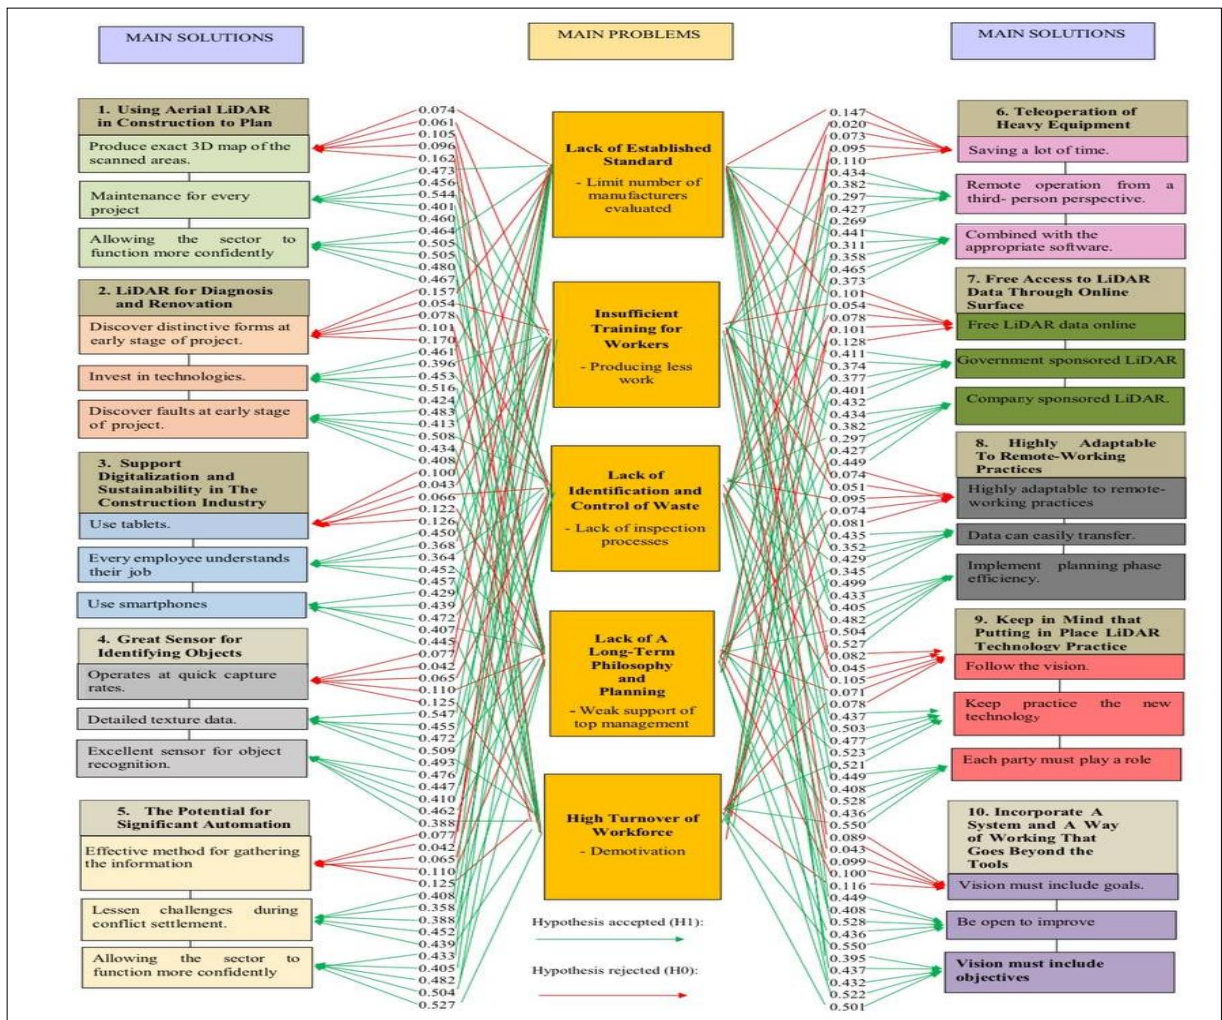 MAIN SOLUTIONS
1. Using Aerial LiDAR
in Construction to Plan
Produce exact 3D map of the
scanned areas.
Maintenance for every
project
Allowing the sector to
function more confidently
2. LiDAR for Diagnosis
and Renovation
Discover distinctive forms at
early stage of project.
Invest in technologies.
Discover faults at early stage
of project.
3. Support
Digitalization and
Sustainability in The
Construction Industry
Use tablets.
Every employee understands
their job
Use smartphones
4. Great Sensor for
Identifying Objects
Operates at quick capture
rates.
Detailed texture data.
Excellent sensor for object
recognition.
5. The Potential for
Significant Automation
Effective method for gathering
the information
Lessen challenges during
conflict settlement.
Allowing the sector to
function more confidently
0.074
0.061
0.105
0.096
0.162
0.473
0.456
0.544
0.401
0.460
0.464
0.505
0.505
0.480
0.467
0.157
0.054
0.078
0.101
0.170
0.461
0.396
0.453
0.516
0.424
0.483
0.413
0.508
0.434
0.408
0.100
0.043
0.066
0.122
0.126
0.450
0.368
0.364
0.452
0.457
0.429
0.439
0.472
0.407
0.445
0.077
0.042
0.065
0.110
0.125
0.547
0.455
0.472
0.509
0.493
0.476
0.447
0.410
0.462
0.388
0.077
0.042
0.065
0.110
0.125
0.408
0.358
0.388
0.452
0.439
0.433
0.405
0.482
0.504
0.527
MAIN PROBLEMS
Lack of Established
Standard
- Limit number of
manufacturers
evaluated
Insufficient
Training for
Workers
- Producing less
work
Lack of
Identification and
Control of Waste
- Lack of inspection
processes
Lack of A
Long-Term
Philosophy
and
Planning
- Weak support of
top management
High Turnover of
Workforce
- Demotivation
Hypothesis accepted (H1):
Hypothesis rejected (H0):
0.147
0.020
0.073
0.095
0.110
0.434
0.382
0.297
0.427
0.269
0.441
0.311
0.358
0.465
0.373
0.101
0.054
0.078
0.101
0.128
0.411
0.374
0.377
0.401
0.432
0.434
0.382
0.297
0.427
0.449
0.074
0.051
0.095
0.074
0.081
0.435
0.352
0.429
0.345
0.499
0.433
0.405
0.482
0.504
0.527
0.082
0.045
0.105
0.071
0.078
0.437
0.503
0.477
0.523
0.521
0.449
0.408
0.528
0.436
0.550
0.089
0.043
0.099
0.100
0.116
0.449
0.408
0.528
0.436
0.550
0.395
0.437
0.432
0.522
0.501
MAIN SOLUTIONS
6. Teleoperation of
Heavy Equipment
Saving a lot of time.
Remote operation from a
third- person perspective.
Combined with the
appropriate software.
7. Free Access to LiDAR
Data Through Online
Surface
Free LiDAR data online
Government sponsored LiDAR
Company sponsored LiDAR.
8. Highly Adaptable
To Remote-Working
Practices
Highly adaptable to remote-
working practices
Data can easily transfer.
Implement planning phase
efficiency.
9. Keep in Mind that
Putting in Place LiDAR
Technology Practice
Follow the vision.
Keep practice the new
technology
Each party must play a role
10. Incorporate A
System and A Way
of Working That
Goes Beyond the
Tools
Vision must include goals.
Be open to improve
Vision must include
objectives